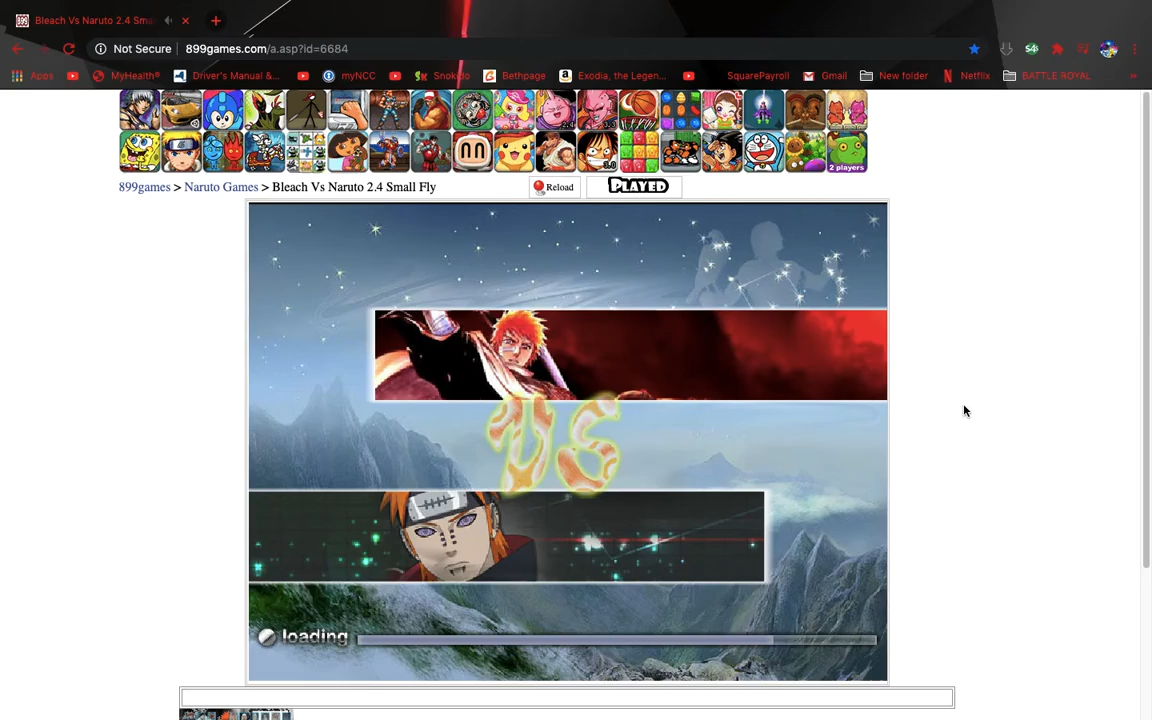 Bleach Vs Naruto 2.4 Sma
Not Secure 899games.com/a.asp?id=6684
Apps MyHealth® Driver's Manual &... myNCC Snok Bethpage Exodia, the Legen... SquarePayroll Gmail New folder Netflix BATTLE ROYAL »
2 players
899games > Naruto Games > Bleach Vs Naruto 2.4 Small Fly Reload PLAYED
VS
loading